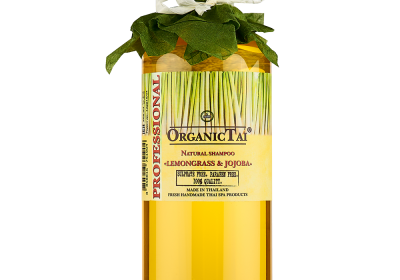 PROFESSIONAL
ORGANICTAI®
NATURAL SHAMPOO
«LEMONGRASS & JOJOBA»
SULPHATE FREE. PARABEN FREE.
100% QUALITY.
MADE IN THAILAND
FRESH HANDMADE THAI SPA PRODUCTS